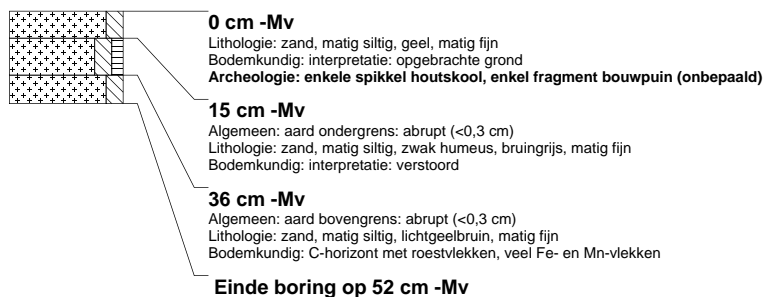 0 cm -Mv
Lithologie: zand, matig siltig, geel, matig fijn
Bodemkundig: interpretatie: opgebrachte grond
Archeologie: enkele spikkel houtskool, enkel fragment bouwpuin (onbepaald)
15 cm -Mv
Algemeen: aard ondergrens: abrupt (<0,3 cm)
Lithologie: zand, matig siltig, zwak humeus, bruingrijs, matig fijn
Bodemkundig: interpretatie: verstoord
36 cm -Mv
Algemeen: aard bovengrens: abrupt (<0,3 cm)
Lithologie: zand, matig siltig, lichtgeelbruin, matig fijn
Bodemkundig: C-horizont met roestvlekken, veel Fe- en Mn-vlekken
Einde boring op 52 cm -Mv